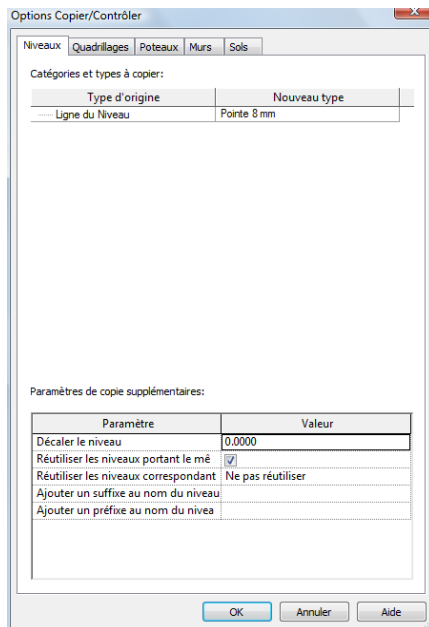 Options Copier/Contrôler
Niveaux Quadrillages Poteaux Murs Sols
Catégories et types à copier:
Type d'origine Nouveau type
Ligne du Niveau Pointe 8 mm
Paramètres de copie supplémentaires:
Paramètre Valeur
Décaler le niveau 0.0000
Réutiliser les niveaux portant le mê
Réutiliser les niveaux correspondant Ne pas réutiliser
Ajouter un suffixe au nom du niveau
Ajouter un préfixe au nom du nivea
OK Annuler Aide